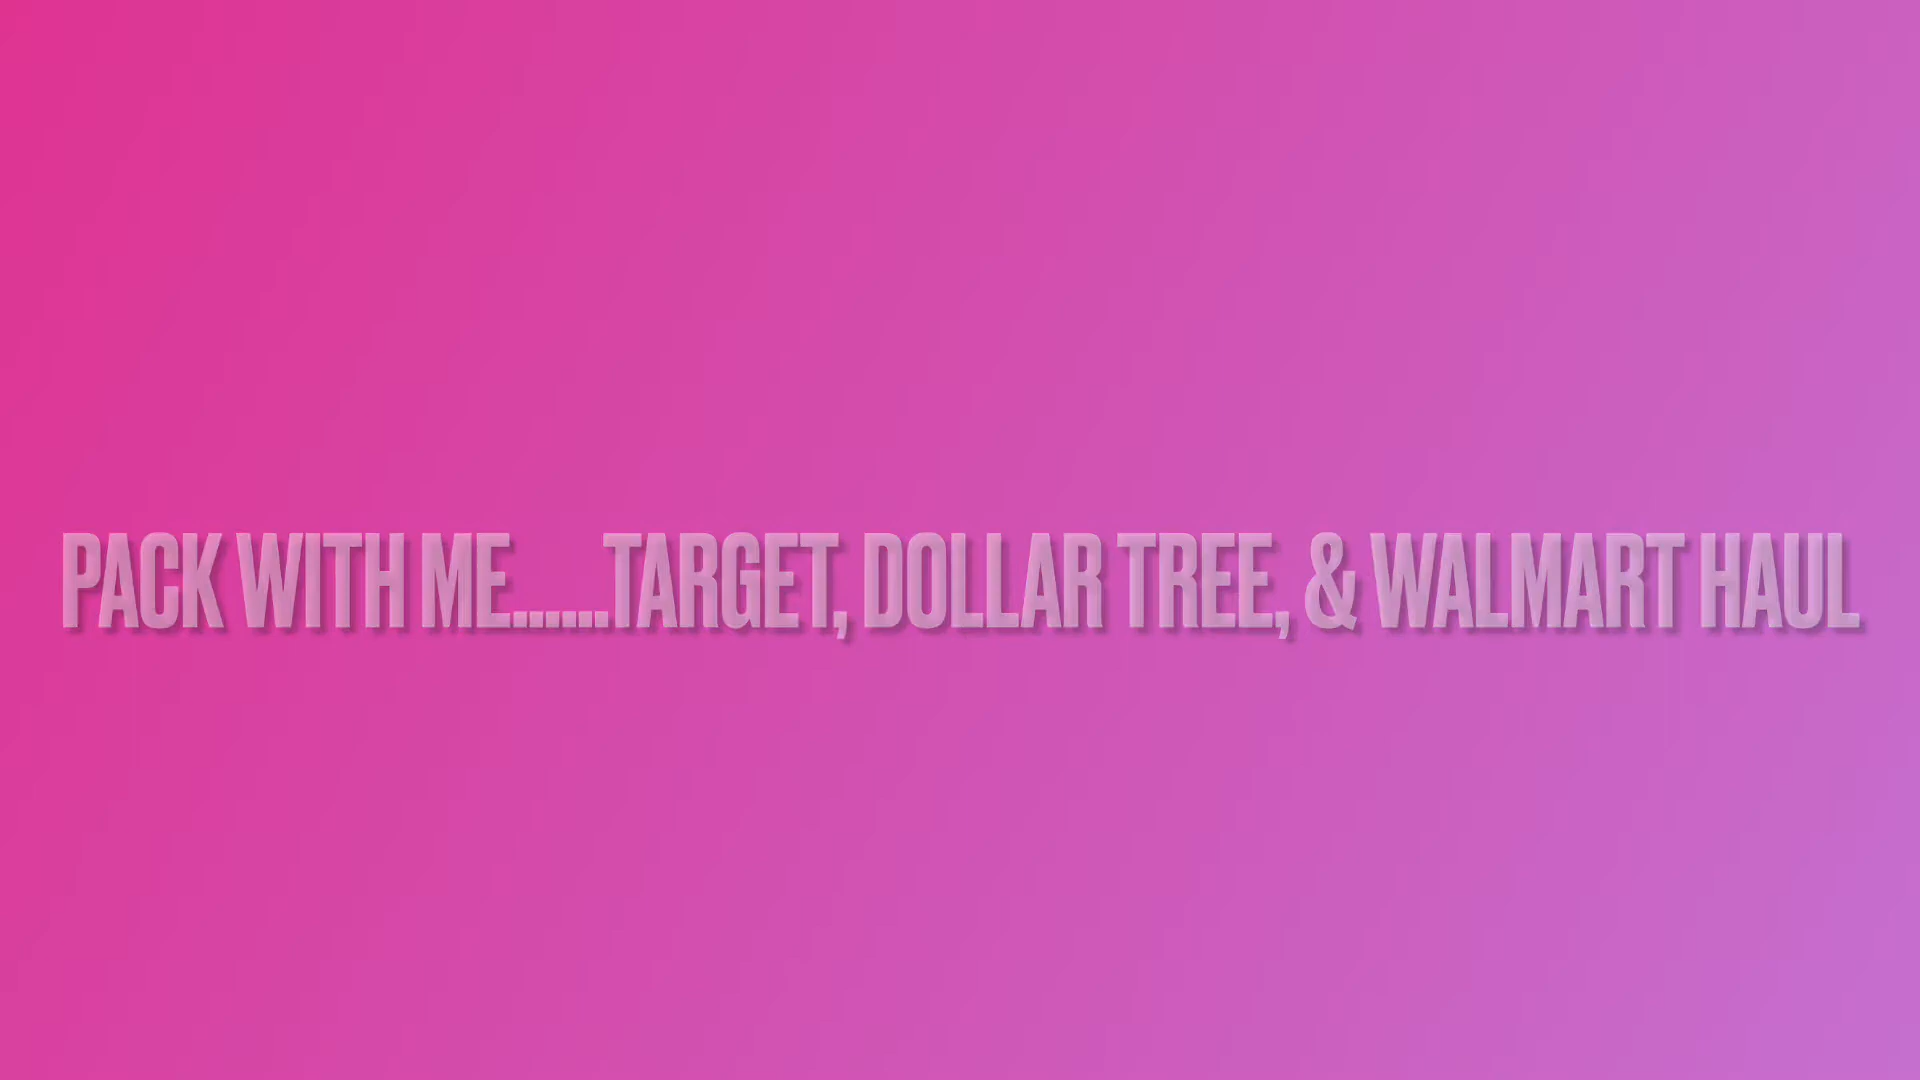 PACK WITH ME......TARGET, DOLLAR TREE, & WALMART HAUL